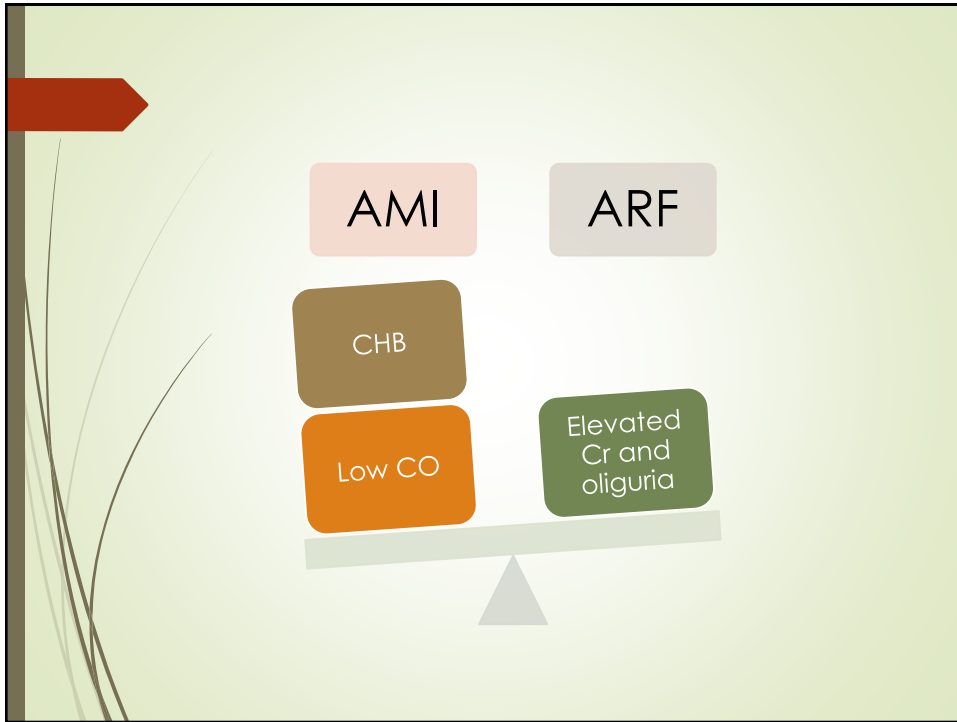 AMI
ARF
CHB
Low CO
Elevated
Cr and
oliguria